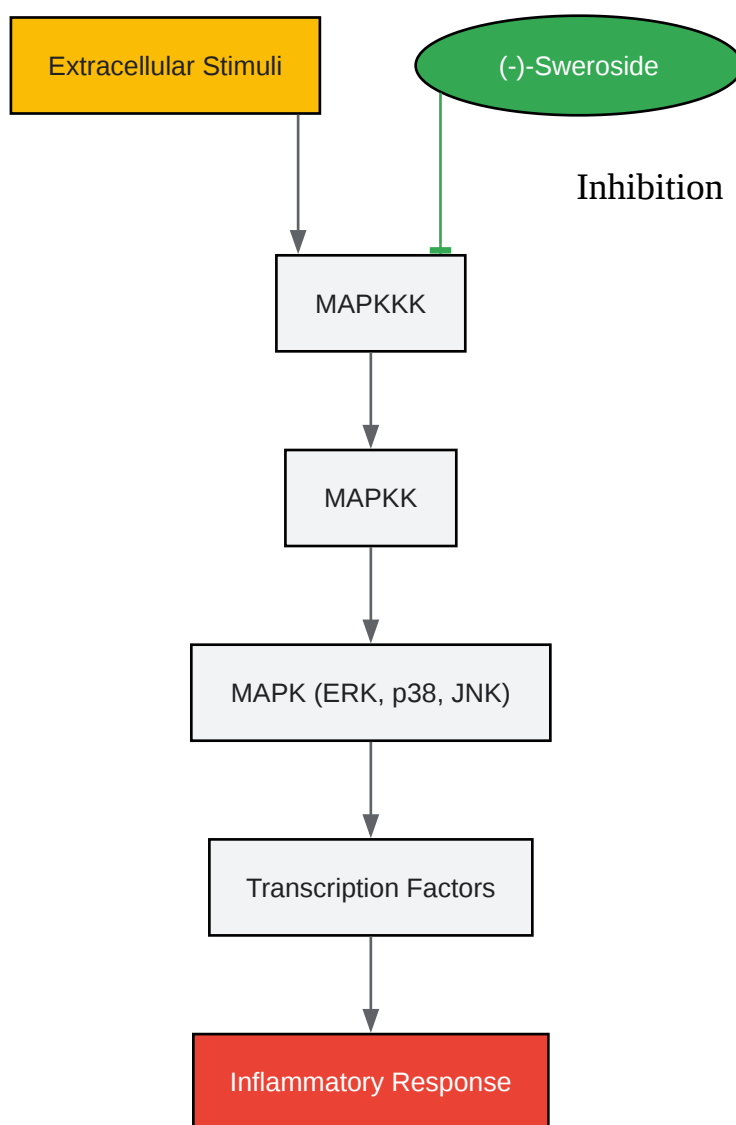 Extracellular Stimuli
(-)-Sweroside
Inhibition
MAPKKK
MAPKK
MAPK (ERK, p38, JNK)
Transcription Factors
Inflammatory Response